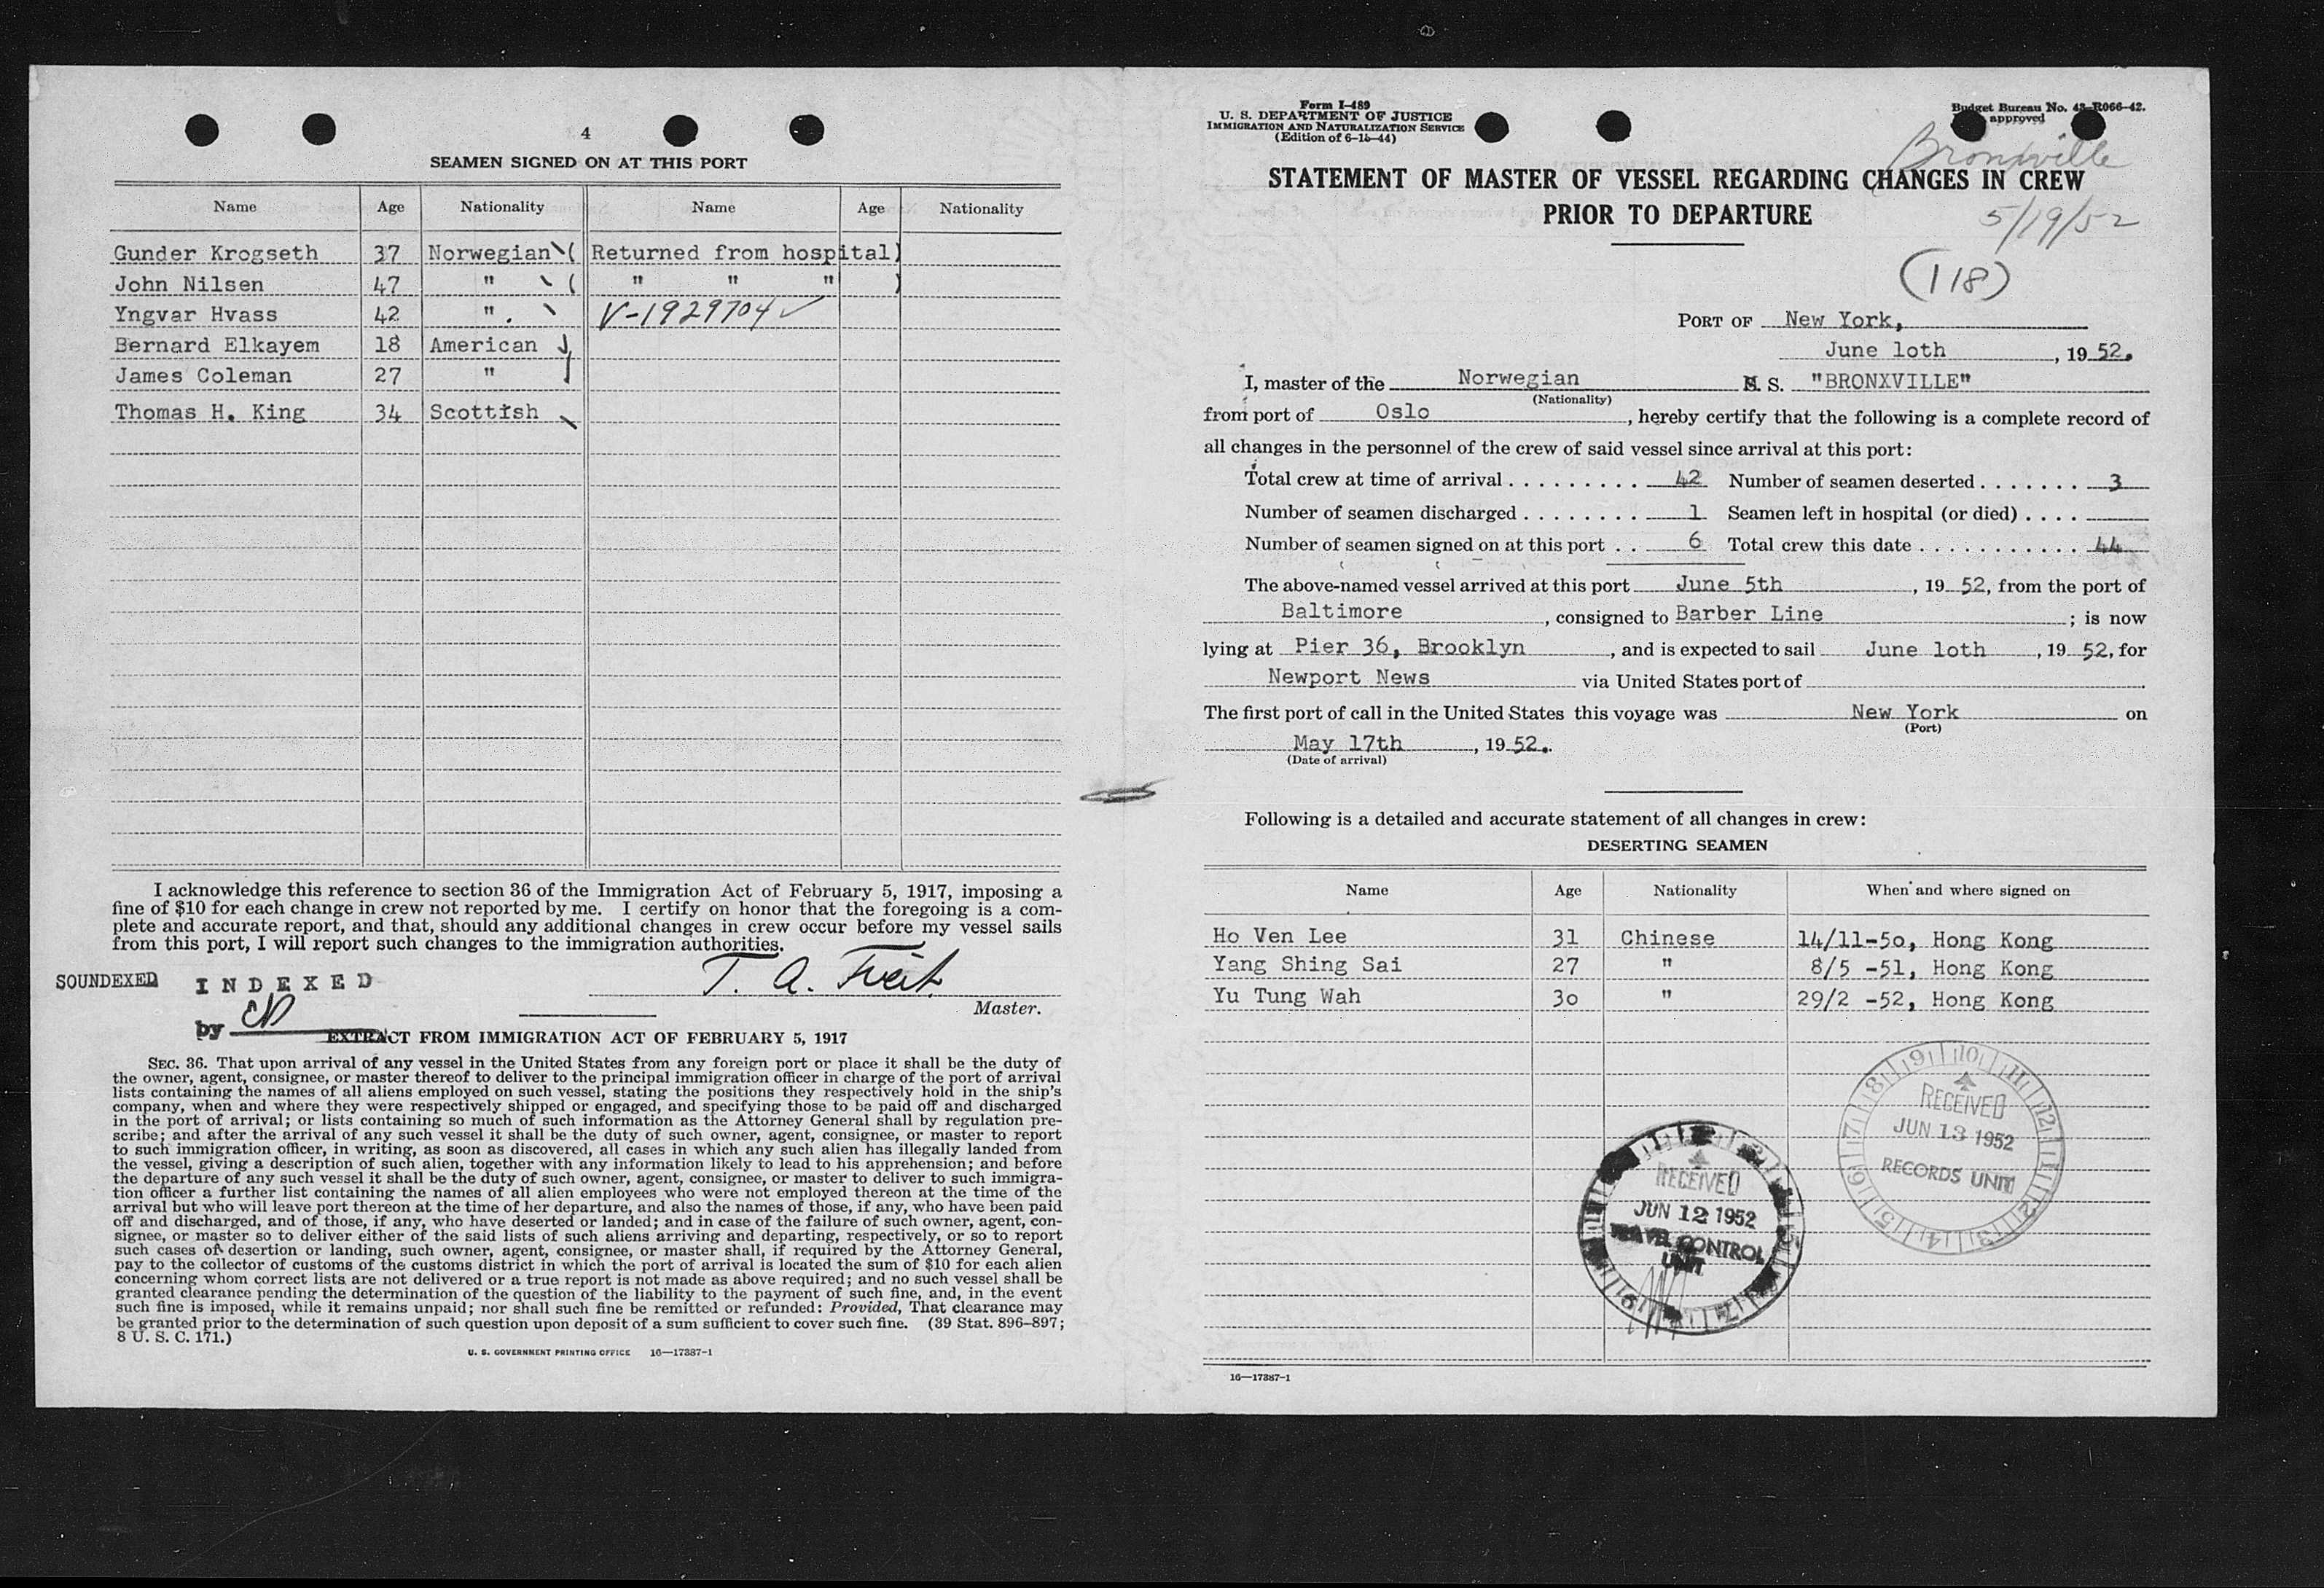 4
SEAMEN SIGNED ON AT THIS PORT
Name Age Nationality Name Age Nationality
Gunder Krogseth 37 Norwegian ( Returned from hospital)
John Nilsen 47 " ( " " " )
Yngvar Hvass 42 " . V-1929704 ✓
Bernard Elkayem 18 American
James Coleman 27 "
Thomas H. King 34 Scottish
I acknowledge this reference to section 36 of the Immigration Act of February 5, 1917, imposing a
fine of $10 for each change in crew not reported by me. I certify on honor that the foregoing is a com-
plete and accurate report, and that, should any additional changes in crew occur before my vessel sails
from this port, I will report such changes to the immigration authorities.
SOUNDEXED INDEXED
T. A.
Master.
by
EXTRACT FROM IMMIGRATION ACT OF FEBRUARY 5, 1917
SEC. 36. That upon arrival of any vessel in the United States from any foreign port or place it shall be the duty of
the owner, agent, consignee, or master thereof to deliver to the principal immigration officer in charge of the port of arrival
lists containing the names of all aliens employed on such vessel, stating the positions they respectively hold in the ship's
company, when and where they were respectively shipped or engaged, and specifying those to be paid off and discharged
in the port of arrival; or lists containing so much of such information as the Attorney General shall by regulation pre-
scribe; and after the arrival of any such vessel it shall be the duty of such owner, agent, consignee, or master to report
to such immigration officer, in writing, as soon as discovered, all cases in which any such alien has illegally landed from
the vessel, giving a description of such alien, together with any information likely to lead to his apprehension; and before
the departure of any such vessel it shall be the duty of such owner, agent, consignee, or master to deliver to such immigra-
tion officer a further list containing the names of all alien employees who were not employed thereon at the time of the
arrival but who will leave port thereon at the time of her departure, and also the names of those, if any, who have been paid
off and discharged, and of those, if any, who have deserted or landed; and in case of the failure of such owner, agent, con-
signee, or master so to deliver either of the said lists of such aliens arriving and departing, respectively, or so to report
such cases of desertion or landing, such owner, agent, consignee, or master shall, if required by the Attorney General,
pay to the collector of customs of the customs district in which the port of arrival is located the sum of $10 for each alien
concerning whom correct lists are not delivered or a true report is not made as above required; and no such vessel shall be
granted clearance pending the determination of the question of the liability to the payment of such fine, and, in the event
such fine is imposed, while it remains unpaid; nor shall such fine be remitted or refunded: Provided, That clearance may
be granted prior to the determination of such question upon deposit of a sum sufficient to cover such fine. (39 Stat. 896-897;
8 U. S. C. 171.)
U. S. GOVERNMENT PRINTING OFFICE 16—17387-1
Form I-489
U. S. DEPARTMENT OF JUSTICE
IMMIGRATION AND NATURALIZATION SERVICE
(Edition of 6-15-44)
Budget Bureau No. 43-R066-42.
approved
Bronxville
STATEMENT OF MASTER OF VESSEL REGARDING CHANGES IN CREW
PRIOR TO DEPARTURE
5/19/52
(118)
PORT OF New York,
June loth, 19 52.
I, master of the Norwegian M. S. "BRONXVILLE"
(Nationality)
from port of Oslo, hereby certify that the following is a complete record of
all changes in the personnel of the crew of said vessel since arrival at this port:
Total crew at time of arrival . . . . . . . . . 42 Number of seamen deserted . . . . . . . 3
Number of seamen discharged . . . . . . . . 1 Seamen left in hospital (or died) . . . .
Number of seamen signed on at this port . . 6 Total crew this date . . . . . . . . . . . 44
The above-named vessel arrived at this port June 5th, 19 52, from the port of
Baltimore, consigned to Barber Line; is now
lying at Pier 36, Brooklyn, and is expected to sail June loth, 19 52, for
Newport News via United States port of
The first port of call in the United States this voyage was New York on
(Port)
May 17th, 19 52.
(Date of arrival)
Following is a detailed and accurate statement of all changes in crew:
DESERTING SEAMEN
Name Age Nationality When and where signed on
Ho Ven Lee 31 Chinese 14/11-5o, Hong Kong
Yang Shing Sai 27 " 8/5 -51, Hong Kong
Yu Tung Wah 3o " 29/2 -52, Hong Kong
RECEIVED
JUN 13 1952
RECORDS UNIT
RECEIVED
JUN 12 1952
TRAVEL CONTROL
UNIT
16—17387-1